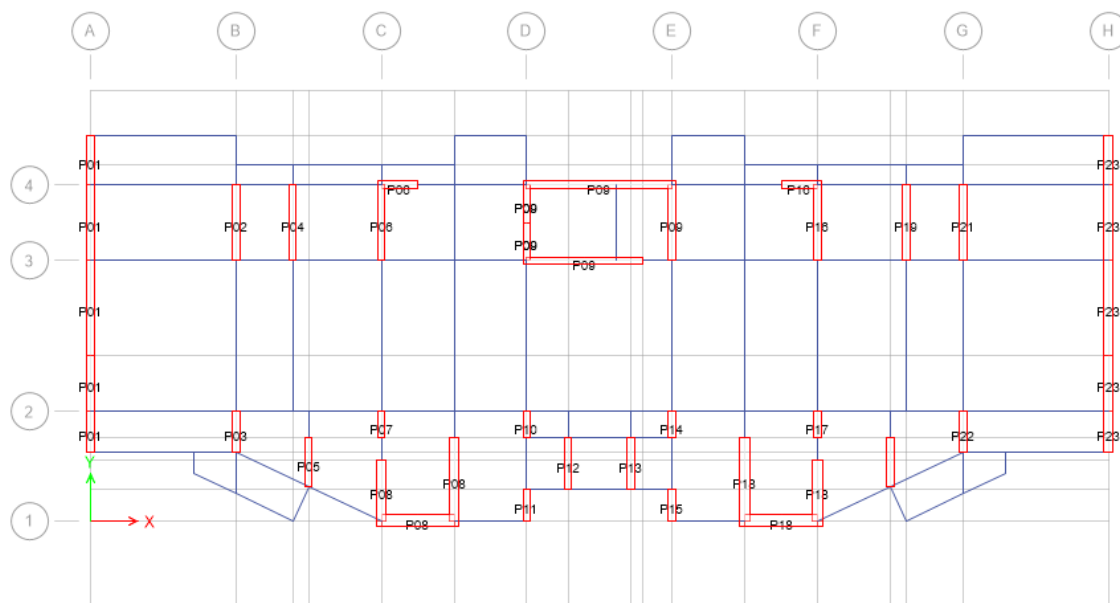 A B C D E F G H
P01 P23
4 P06 P09 P18
P09
P01 P02 P04 P06 P09 P16 P19 P21 P23
P09
3 P09
P01 P23
P01 P23
2
P07 P10 P14 P17
P01 P03 P22 P23
Y P05 P12 P13
P08 P18
P08 P18
P11 P15
1 X
P08 P18